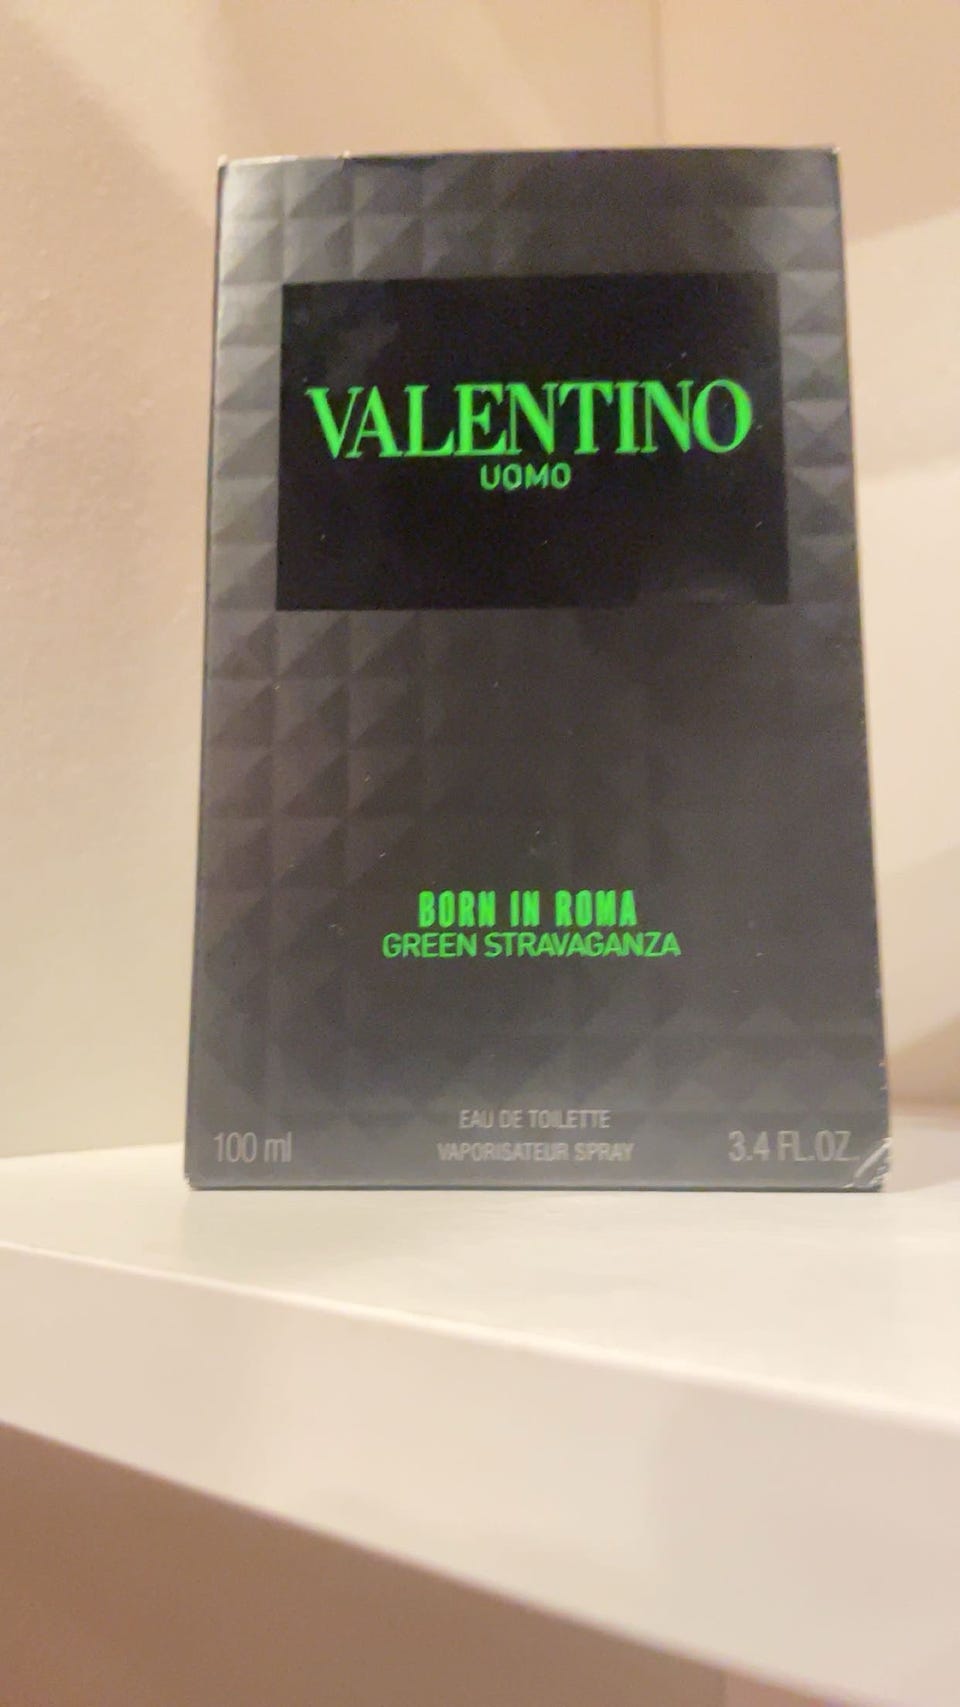 VALENTINO
UOMO
BORN IN ROMA
GREEN STRAVAGANZA
EAU DE TOILETTE
100 ml VAPORISATEUR SPRAY 3.4 FL.OZ.